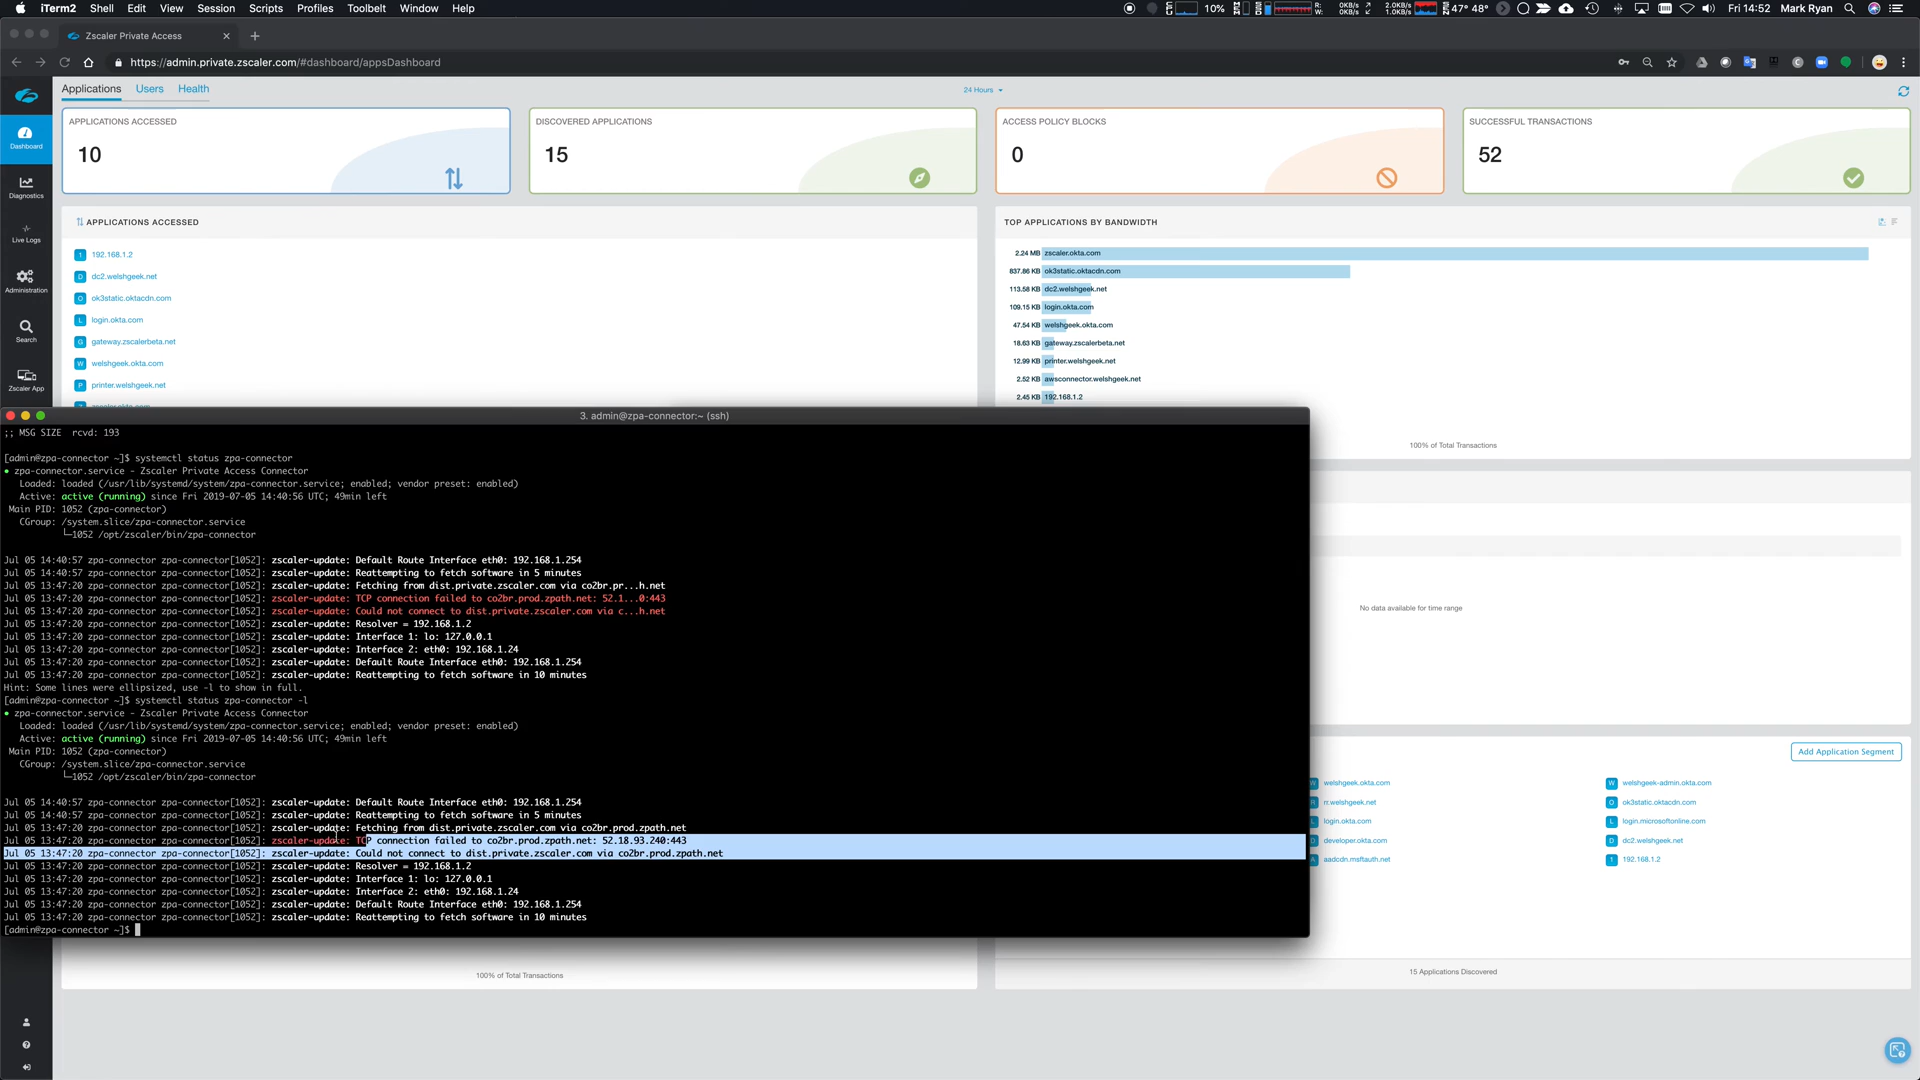 iTerm2 Shell Edit View Session Scripts Profiles Toolbelt Window Help
10%
0KB/s
0KB/s
2.0KB/s
1.0KB/s
47° 48°
Fri 14:52 Mark Ryan
Zscaler Private Access
https://admin.private.zscaler.com/#dashboard/appsDashboard
Applications Users Health
24 Hours
Dashboard
Diagnostics
Live Logs
Administration
Search
Zscaler App
APPLICATIONS ACCESSED
10
DISCOVERED APPLICATIONS
15
ACCESS POLICY BLOCKS
0
SUCCESSFUL TRANSACTIONS
52
APPLICATIONS ACCESSED
1 192.168.1.2
D dc2.welshgeek.net
O ok3static.oktacdn.com
L login.okta.com
G gateway.zscalerbeta.net
W welshgeek.okta.com
P printer.welshgeek.net
TOP APPLICATIONS BY BANDWIDTH
2.24 MB zscaler.okta.com
837.86 KB ok3static.oktacdn.com
113.58 KB dc2.welshgeek.net
109.15 KB login.okta.com
47.54 KB welshgeek.okta.com
18.63 KB gateway.zscalerbeta.net
12.99 KB printer.welshgeek.net
2.52 KB awsconnector.welshgeek.net
2.45 KB 192.168.1.2
100% of Total Transactions
3. admin@zpa-connector:~ (ssh)
;; MSG SIZE  rcvd: 193
[admin@zpa-connector ~]$ systemctl status zpa-connector
● zpa-connector.service - Zscaler Private Access Connector
Loaded: loaded (/usr/lib/systemd/system/zpa-connector.service; enabled; vendor preset: enabled)
Active: active (running) since Fri 2019-07-05 14:40:56 UTC; 49min left
Main PID: 1052 (zpa-connector)
CGroup: /system.slice/zpa-connector.service
└─1052 /opt/zscaler/bin/zpa-connector
Jul 05 14:40:57 zpa-connector zpa-connector[1052]: zscaler-update: Default Route Interface eth0: 192.168.1.254
Jul 05 14:40:57 zpa-connector zpa-connector[1052]: zscaler-update: Reattempting to fetch software in 5 minutes
Jul 05 13:47:20 zpa-connector zpa-connector[1052]: zscaler-update: Fetching from dist.private.zscaler.com via co2br.pr...h.net
Jul 05 13:47:20 zpa-connector zpa-connector[1052]: zscaler-update: TCP connection failed to co2br.prod.zpath.net: 52.1...0:443
Jul 05 13:47:20 zpa-connector zpa-connector[1052]: zscaler-update: Could not connect to dist.private.zscaler.com via c...h.net
Jul 05 13:47:20 zpa-connector zpa-connector[1052]: zscaler-update: Resolver = 192.168.1.2
Jul 05 13:47:20 zpa-connector zpa-connector[1052]: zscaler-update: Interface 1: lo: 127.0.0.1
Jul 05 13:47:20 zpa-connector zpa-connector[1052]: zscaler-update: Interface 2: eth0: 192.168.1.24
Jul 05 13:47:20 zpa-connector zpa-connector[1052]: zscaler-update: Default Route Interface eth0: 192.168.1.254
Jul 05 13:47:20 zpa-connector zpa-connector[1052]: zscaler-update: Reattempting to fetch software in 10 minutes
Hint: Some lines were ellipsized, use -l to show in full.
[admin@zpa-connector ~]$ systemctl status zpa-connector -l
● zpa-connector.service - Zscaler Private Access Connector
Loaded: loaded (/usr/lib/systemd/system/zpa-connector.service; enabled; vendor preset: enabled)
Active: active (running) since Fri 2019-07-05 14:40:56 UTC; 49min left
Main PID: 1052 (zpa-connector)
CGroup: /system.slice/zpa-connector.service
└─1052 /opt/zscaler/bin/zpa-connector
Jul 05 14:40:57 zpa-connector zpa-connector[1052]: zscaler-update: Default Route Interface eth0: 192.168.1.254
Jul 05 14:40:57 zpa-connector zpa-connector[1052]: zscaler-update: Reattempting to fetch software in 5 minutes
Jul 05 13:47:20 zpa-connector zpa-connector[1052]: zscaler-update: Fetching from dist.private.zscaler.com via co2br.prod.zpath.net
Jul 05 13:47:20 zpa-connector zpa-connector[1052]: zscaler-update: TCP connection failed to co2br.prod.zpath.net: 52.18.93.240:443
Jul 05 13:47:20 zpa-connector zpa-connector[1052]: zscaler-update: Could not connect to dist.private.zscaler.com via co2br.prod.zpath.net
Jul 05 13:47:20 zpa-connector zpa-connector[1052]: zscaler-update: Resolver = 192.168.1.2
Jul 05 13:47:20 zpa-connector zpa-connector[1052]: zscaler-update: Interface 1: lo: 127.0.0.1
Jul 05 13:47:20 zpa-connector zpa-connector[1052]: zscaler-update: Interface 2: eth0: 192.168.1.24
Jul 05 13:47:20 zpa-connector zpa-connector[1052]: zscaler-update: Default Route Interface eth0: 192.168.1.254
Jul 05 13:47:20 zpa-connector zpa-connector[1052]: zscaler-update: Reattempting to fetch software in 10 minutes
[admin@zpa-connector ~]$
No data available for time range
Add Application Segment
W welshgeek.okta.com
W welshgeek-admin.okta.com
R rr.welshgeek.net
O ok3static.oktacdn.com
L login.okta.com
L login.microsoftonline.com
D developer.okta.com
D dc2.welshgeek.net
A aadcdn.msftauth.net
1 192.168.1.2
100% of Total Transactions
15 Applications Discovered